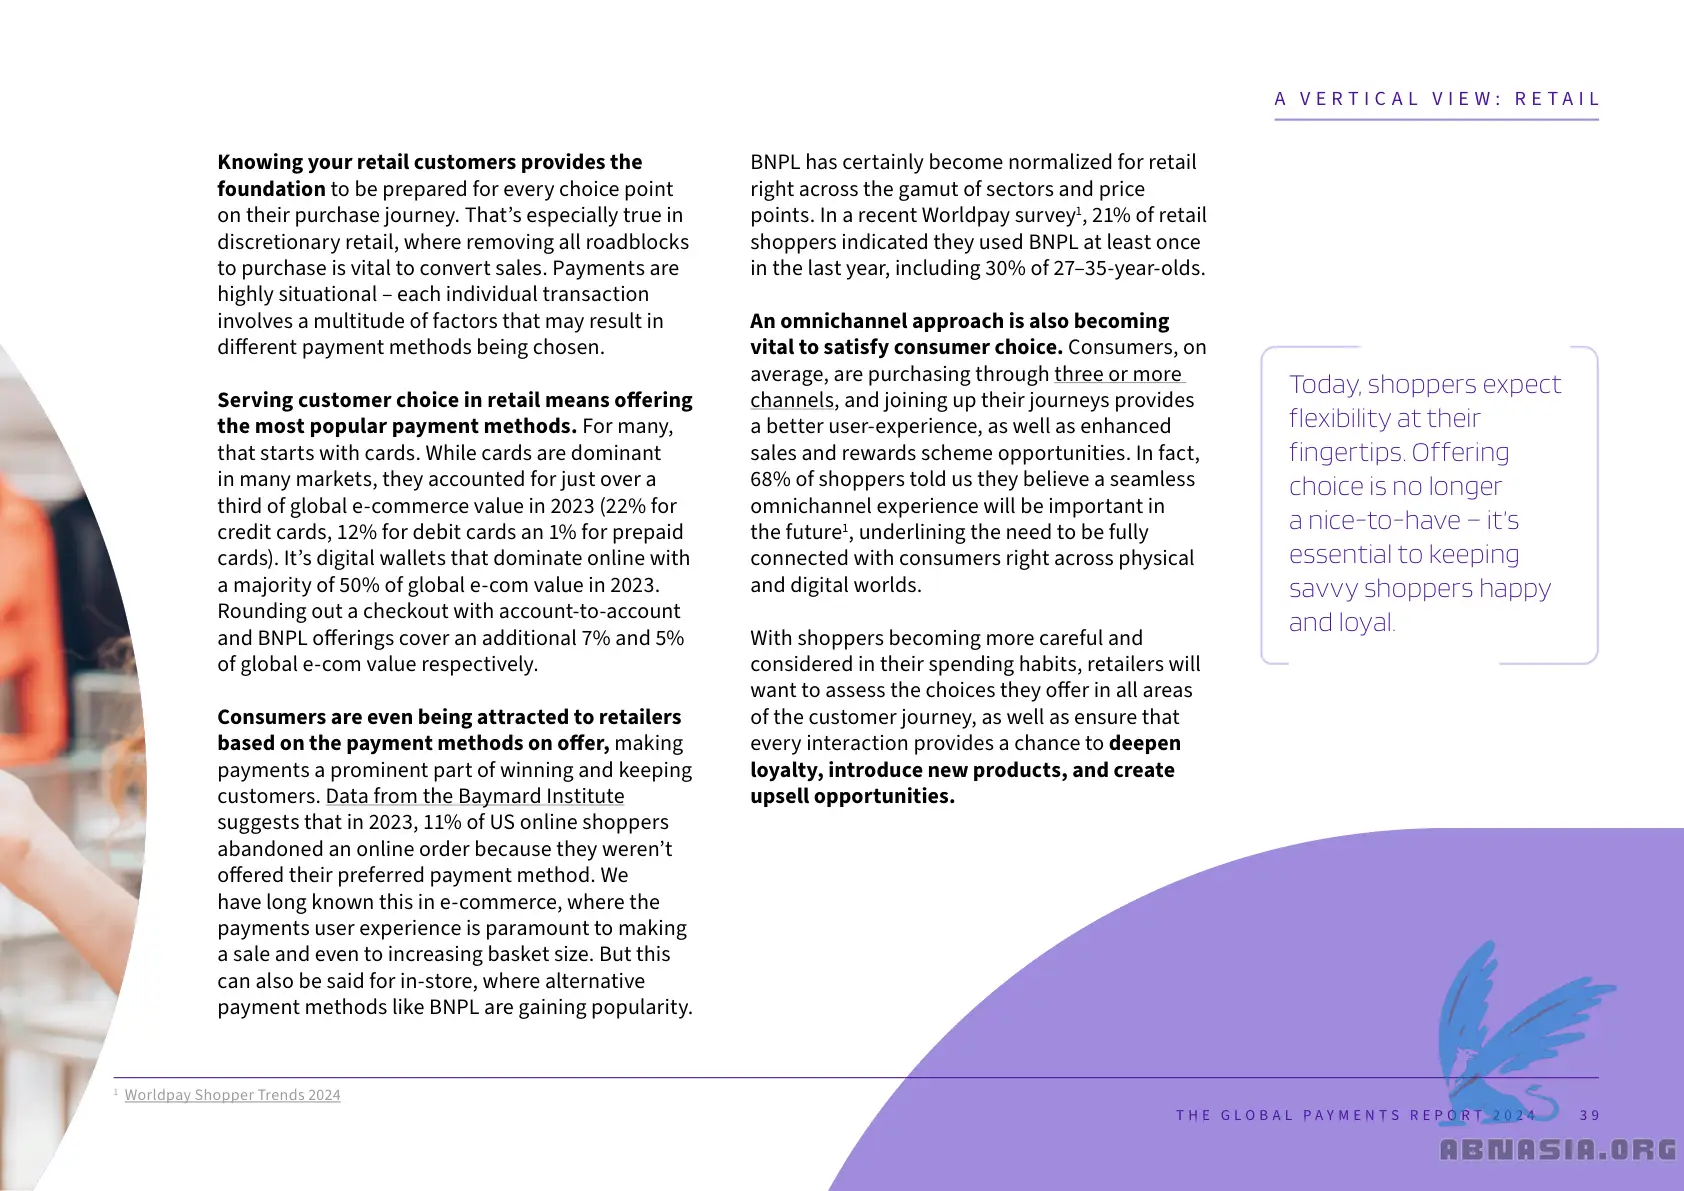 A VERTICAL VIEW: RETAIL
Knowing your retail customers provides the
foundation to be prepared for every choice point
on their purchase journey. That’s especially true in
discretionary retail, where removing all roadblocks
to purchase is vital to convert sales. Payments are
highly situational – each individual transaction
involves a multitude of factors that may result in
different payment methods being chosen.
Serving customer choice in retail means offering
the most popular payment methods. For many,
that starts with cards. While cards are dominant
in many markets, they accounted for just over a
third of global e-commerce value in 2023 (22% for
credit cards, 12% for debit cards an 1% for prepaid
cards). It’s digital wallets that dominate online with
a majority of 50% of global e-com value in 2023.
Rounding out a checkout with account-to-account
and BNPL offerings cover an additional 7% and 5%
of global e-com value respectively.
Consumers are even being attracted to retailers
based on the payment methods on offer, making
payments a prominent part of winning and keeping
customers. Data from the Baymard Institute
suggests that in 2023, 11% of US online shoppers
abandoned an online order because they weren’t
offered their preferred payment method. We
have long known this in e-commerce, where the
payments user experience is paramount to making
a sale and even to increasing basket size. But this
can also be said for in-store, where alternative
payment methods like BNPL are gaining popularity.
BNPL has certainly become normalized for retail
right across the gamut of sectors and price
points. In a recent Worldpay survey¹, 21% of retail
shoppers indicated they used BNPL at least once
in the last year, including 30% of 27–35-year-olds.
An omnichannel approach is also becoming
vital to satisfy consumer choice. Consumers, on
average, are purchasing through three or more
channels, and joining up their journeys provides
a better user-experience, as well as enhanced
sales and rewards scheme opportunities. In fact,
68% of shoppers told us they believe a seamless
omnichannel experience will be important in
the future¹, underlining the need to be fully
connected with consumers right across physical
and digital worlds.
With shoppers becoming more careful and
considered in their spending habits, retailers will
want to assess the choices they offer in all areas
of the customer journey, as well as ensure that
every interaction provides a chance to deepen
loyalty, introduce new products, and create
upsell opportunities.
Today, shoppers expect
flexibility at their
fingertips. Offering
choice is no longer
a nice-to-have – it’s
essential to keeping
savvy shoppers happy
and loyal.
¹ Worldpay Shopper Trends 2024
THE GLOBAL PAYMENTS REPORT 2024 39
ABNASIA.ORG